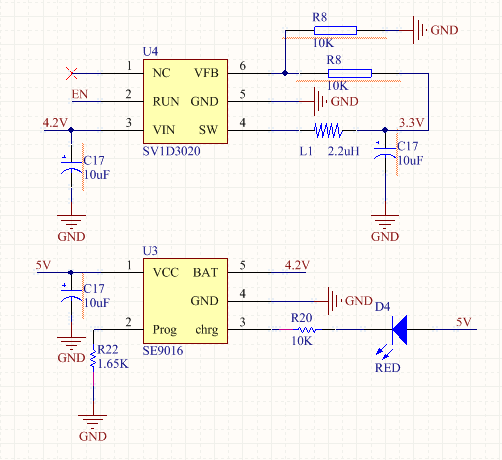 R8
GND
10K
U4
1 NC VFB 6 R8
10K
EN 2 RUN GND 5 GND
4.2V 3 VIN SW 4 3.3V
SV1D3020 L1 2.2uH
C17
10uF
C17
10uF
GND
GND
U3
5V 1 VCC BAT 5 4.2V
C17
10uF
GND 4 GND D4
2 Prog chrg 3 R20 5V
10K
GND R22
1.65K
SE9016
RED
GND